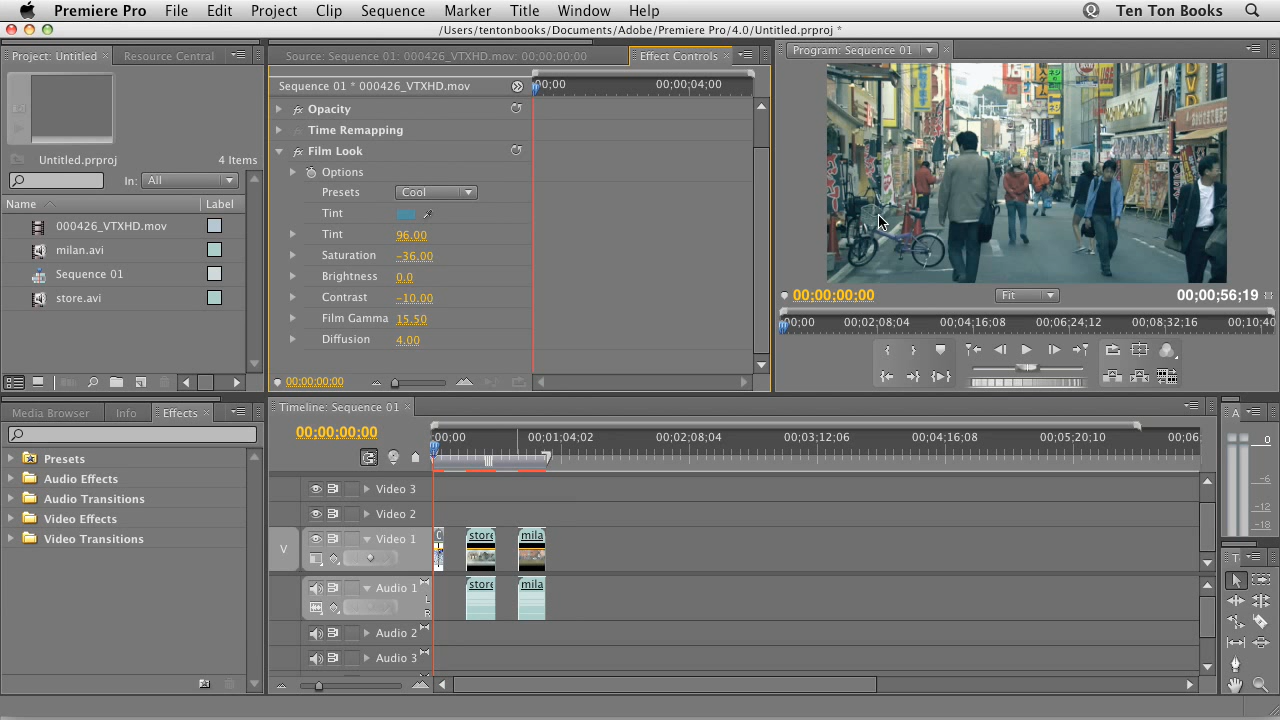 Premiere Pro File Edit Project Clip Sequence Marker Title Window Help Ten Ton Books
/Users/tentonbooks/Documents/Adobe/Premiere Pro/4.0/Untitled.prproj *
Project: Untitled Resource Central
Untitled.prproj 4 Items
In: All
Name Label
000426_VTXHD.mov
milan.avi
Sequence 01
store.avi
Source: Sequence 01: 000426_VTXHD.mov: 00;00;00;00 Effect Controls
Sequence 01 * 000426_VTXHD.mov 00;00 00;00;04;00
fx Opacity
Time Remapping
fx Film Look
Options
Presets Cool
Tint
Tint 96.00
Saturation -36.00
Brightness 0.0
Contrast -10.00
Film Gamma 15.50
Diffusion 4.00
00;00;00;00
Program: Sequence 01
00;00;00;00 Fit 00;00;56;19
00;00 00;02;08;04 00;04;16;08 00;06;24;12 00;08;32;16 00;10;40
Media Browser Info Effects
Presets
Audio Effects
Audio Transitions
Video Effects
Video Transitions
Timeline: Sequence 01
00;00;00;00 00;00 00;01;04;02 00;02;08;04 00;03;12;06 00;04;16;08 00;05;20;10 00;06;
Video 3
Video 2
V Video 1 store mila
Audio 1 store mila
L
R
Audio 2
Audio 3
A
0
-6
-12
-18
T